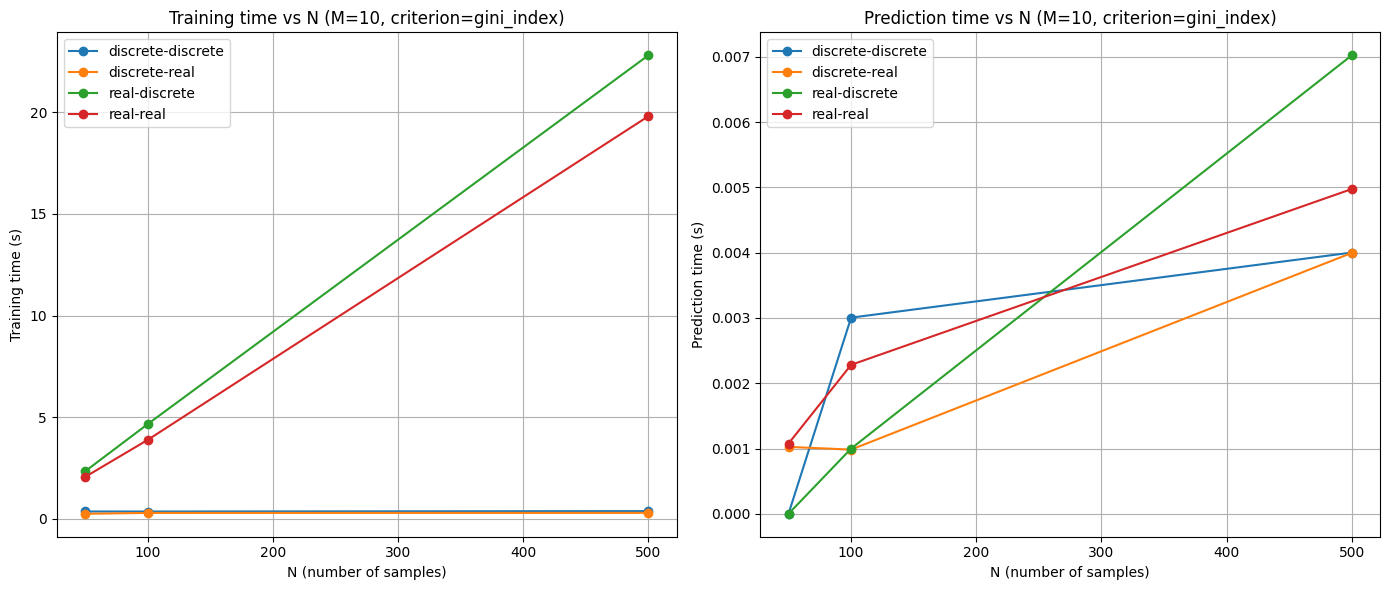 Training time vs N (M=10, criterion=gini_index)
discrete-discrete
discrete-real
real-discrete
real-real
Training time (s)
20
15
10
5
0
100
200
300
400
500
N (number of samples)
Prediction time vs N (M=10, criterion=gini_index)
discrete-discrete
discrete-real
real-discrete
real-real
Prediction time (s)
0.007
0.006
0.005
0.004
0.003
0.002
0.001
0.000
100
200
300
400
500
N (number of samples)